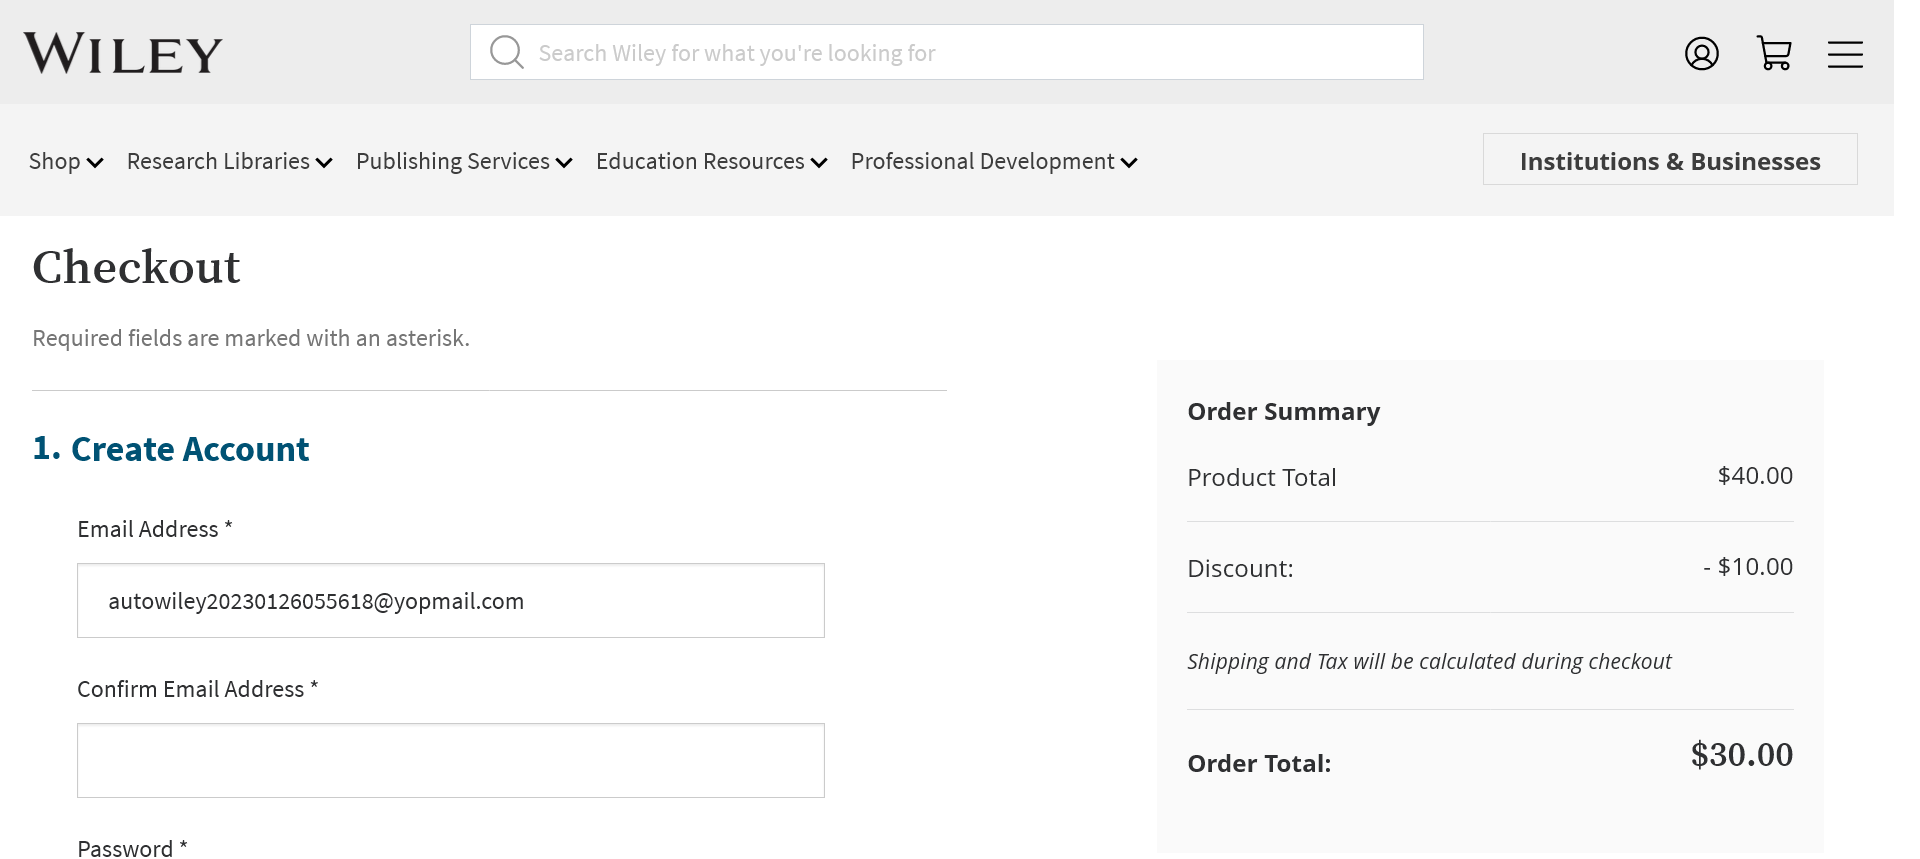 WILEY
Search Wiley for what you're looking for
Shop Research Libraries Publishing Services Education Resources Professional Development Institutions & Businesses
Checkout
Required fields are marked with an asterisk.
1. Create Account
Email Address *
autowiley20230126055618@yopmail.com
Confirm Email Address *
Password *
Order Summary
Product Total $40.00
Discount: - $10.00
Shipping and Tax will be calculated during checkout
Order Total: $30.00